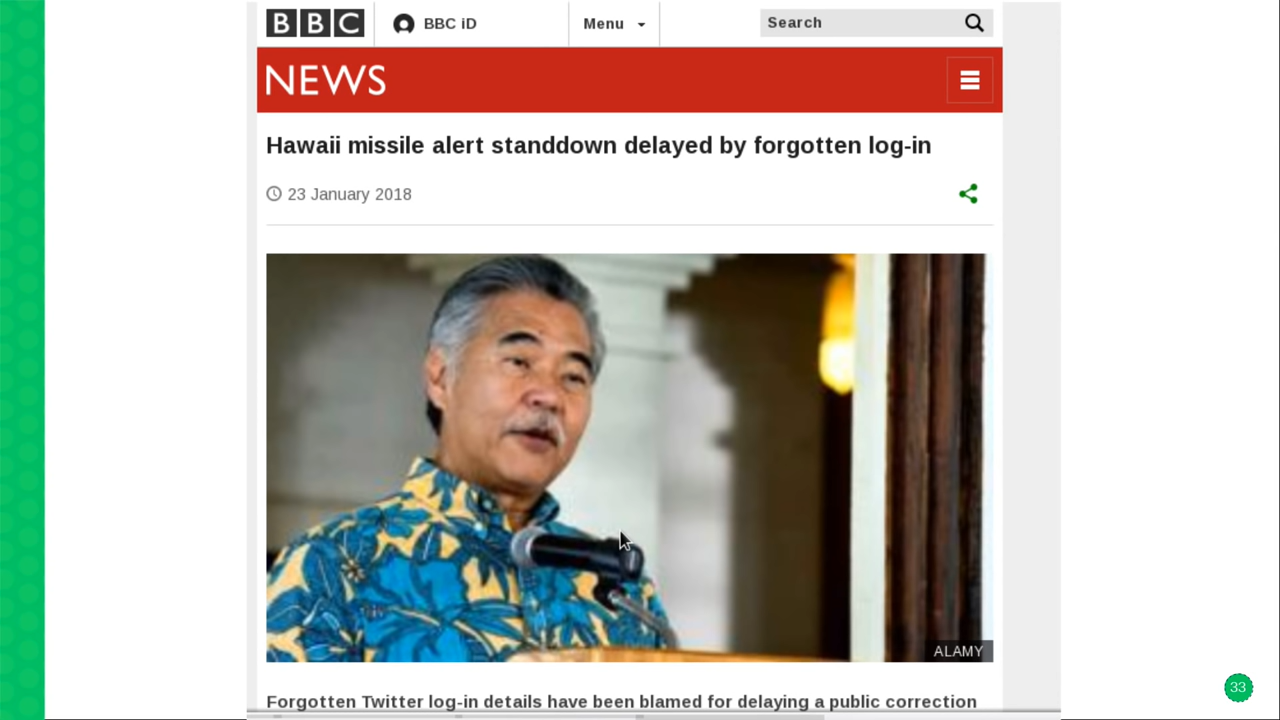 BBC BBC iD Menu Search
NEWS
Hawaii missile alert standdown delayed by forgotten log-in
23 January 2018
ALAMY
Forgotten Twitter log-in details have been blamed for delaying a public correction
33